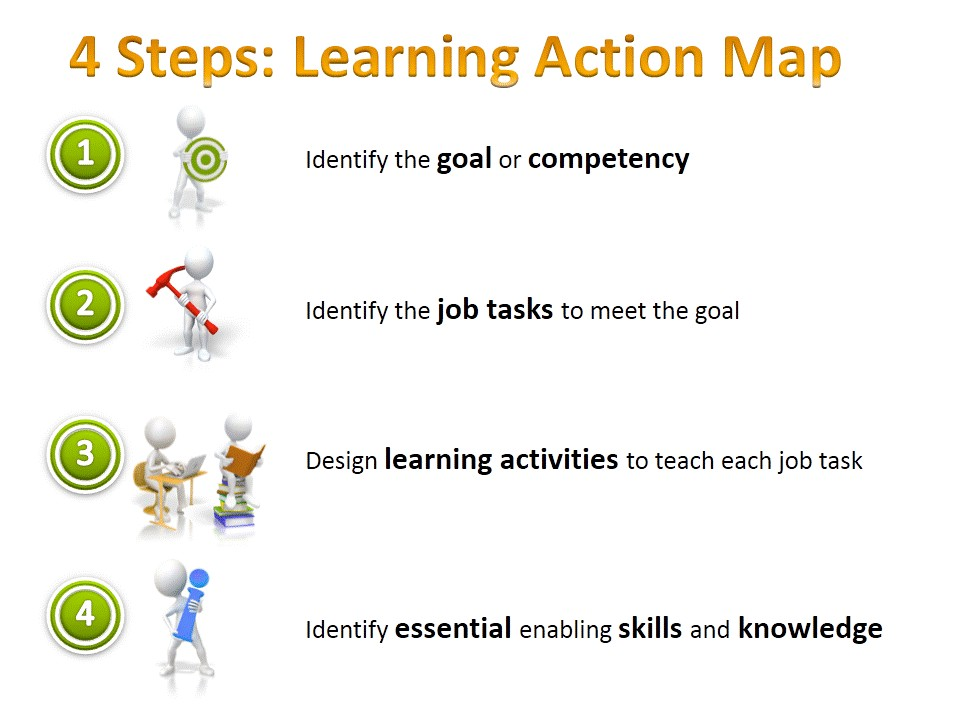 4 Steps: Learning Action Map
1
Identify the goal or competency
2
Identify the job tasks to meet the goal
3
Design learning activities to teach each job task
4
Identify essential enabling skills and knowledge